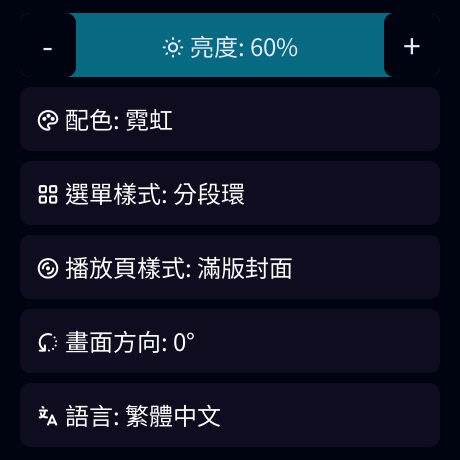 - 亮度: 60% +
配色: 霓虹
選單樣式: 分段環
播放頁樣式: 滿版封面
畫面方向: 0°
語言: 繁體中文